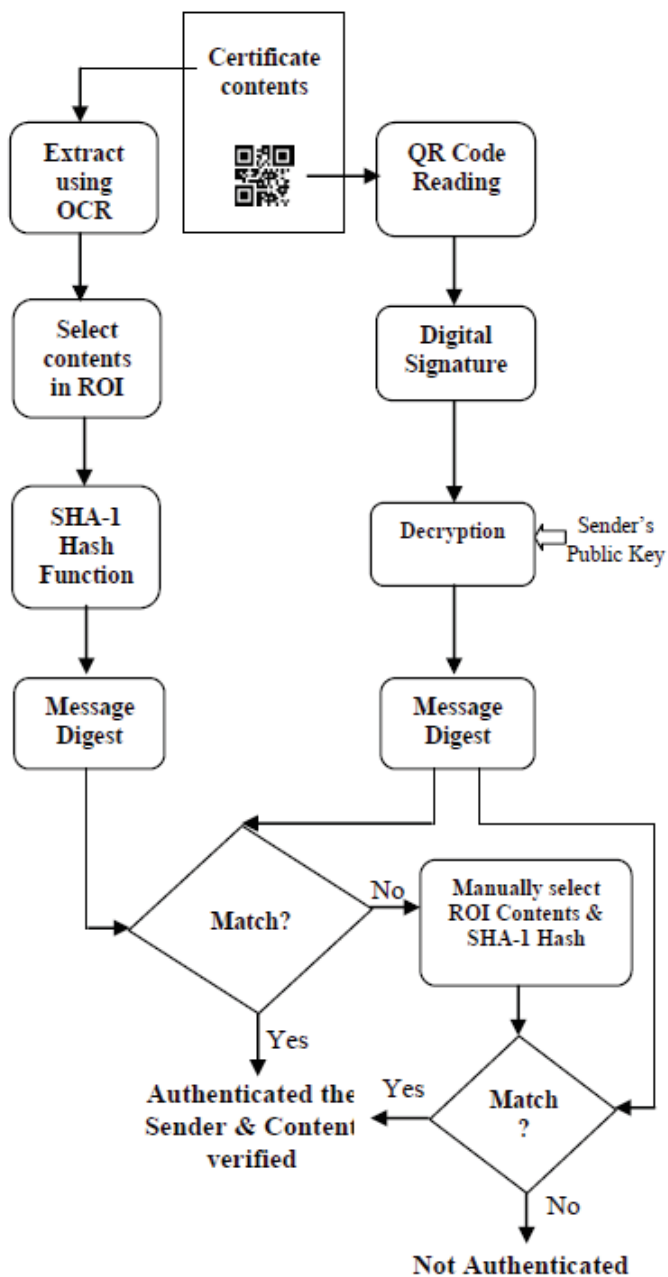 Certificate
contents
Extract
using
OCR
QR Code
Reading
Select
contents
in ROI
Digital
Signature
SHA-1
Hash
Function
Decryption
Sender's
Public Key
Message
Digest
Message
Digest
Match?
No
Manually select
ROI Contents &
SHA-1 Hash
Yes
Authenticated the
Sender & Content
verified
Yes
Match
?
No
Not Authenticated